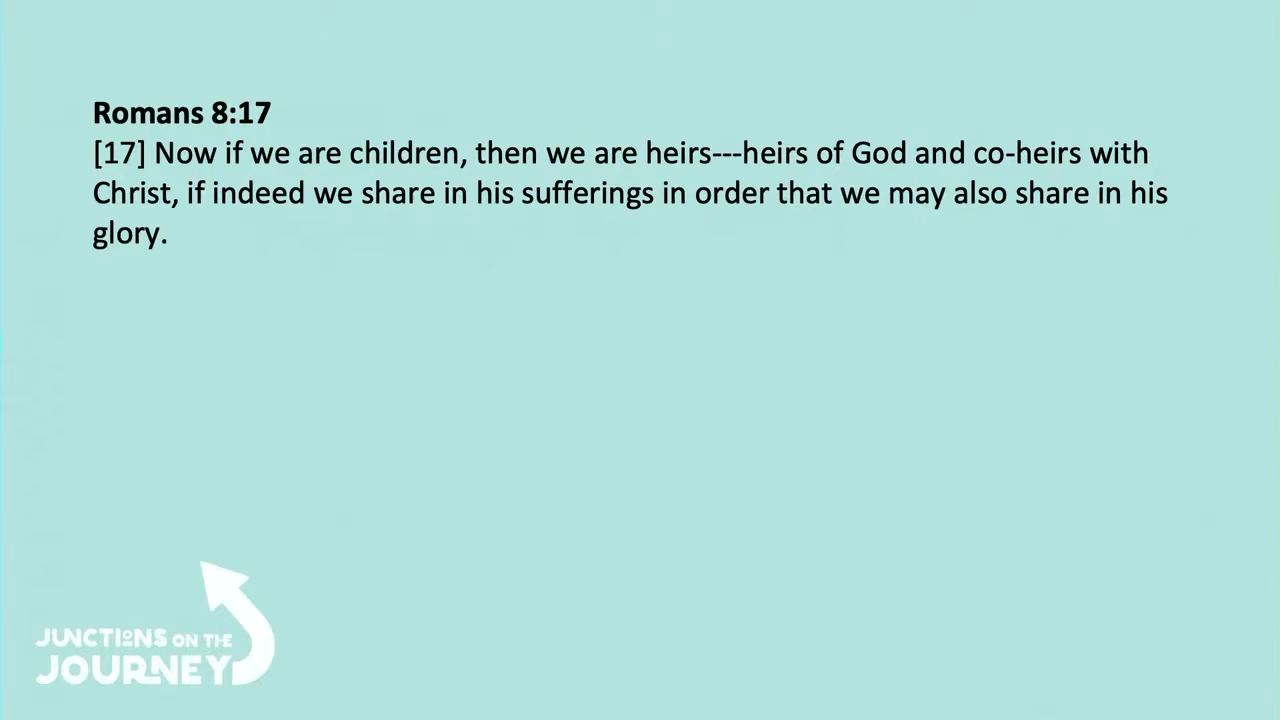 Romans 8:17
[17] Now if we are children, then we are heirs---heirs of God and co-heirs with
Christ, if indeed we share in his sufferings in order that we may also share in his
glory.
JUNCTIONS ON THE
JOURNEY